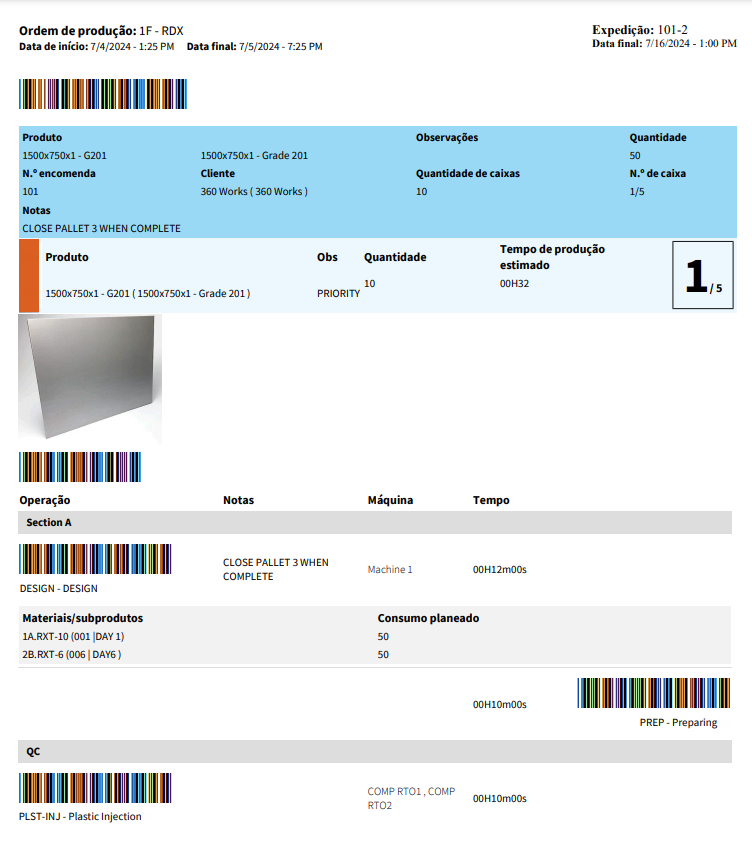 Ordem de produção: 1F - RDX
Expedição: 101-2
Data de início: 7/4/2024 - 1:25 PM Data final: 7/5/2024 - 7:25 PM
Data final: 7/16/2024 - 1:00 PM
Produto Observações Quantidade
1500x750x1 - G201 1500x750x1 - Grade 201 50
N.º encomenda Cliente Quantidade de caixas N.º de caixa
101 360 Works ( 360 Works ) 10 1/5
Notas
CLOSE PALLET 3 WHEN COMPLETE
Produto Obs Quantidade Tempo de produção estimado
1500x750x1 - G201 ( 1500x750x1 - Grade 201 ) PRIORITY 10 00H32
1 / 5
Operação Notas Máquina Tempo
Section A
CLOSE PALLET 3 WHEN
COMPLETE
Machine 1 00H12m00s
DESIGN - DESIGN
Materiais/subprodutos Consumo planeado
1A.RXT-10 (001 |DAY 1) 50
2B.RXT-6 (006 | DAY6 ) 50
00H10m00s
PREP - Preparing
QC
COMP RTO1 , COMP
RTO2
00H10m00s
PLST-INJ - Plastic Injection